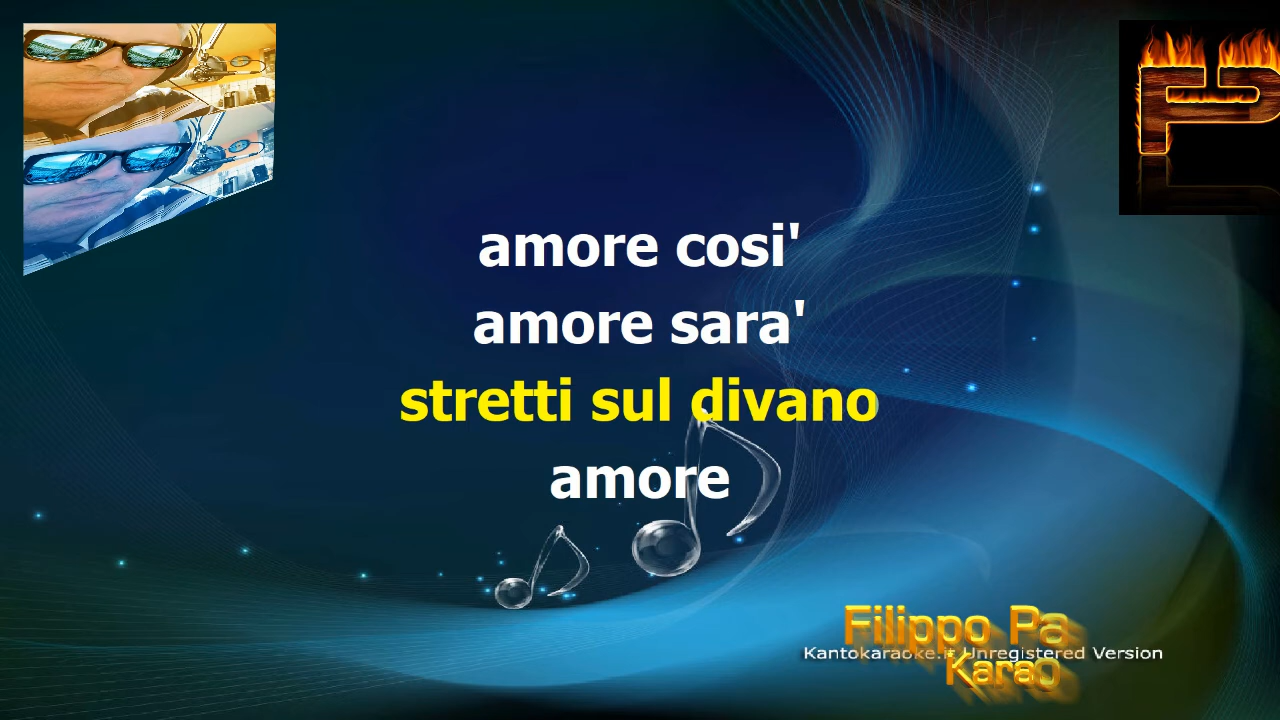 amore cosi'
amore sara'
stretti sul divano
amore
Filippo Pa
Kantokaraoke.it Unregistered Version
Karao